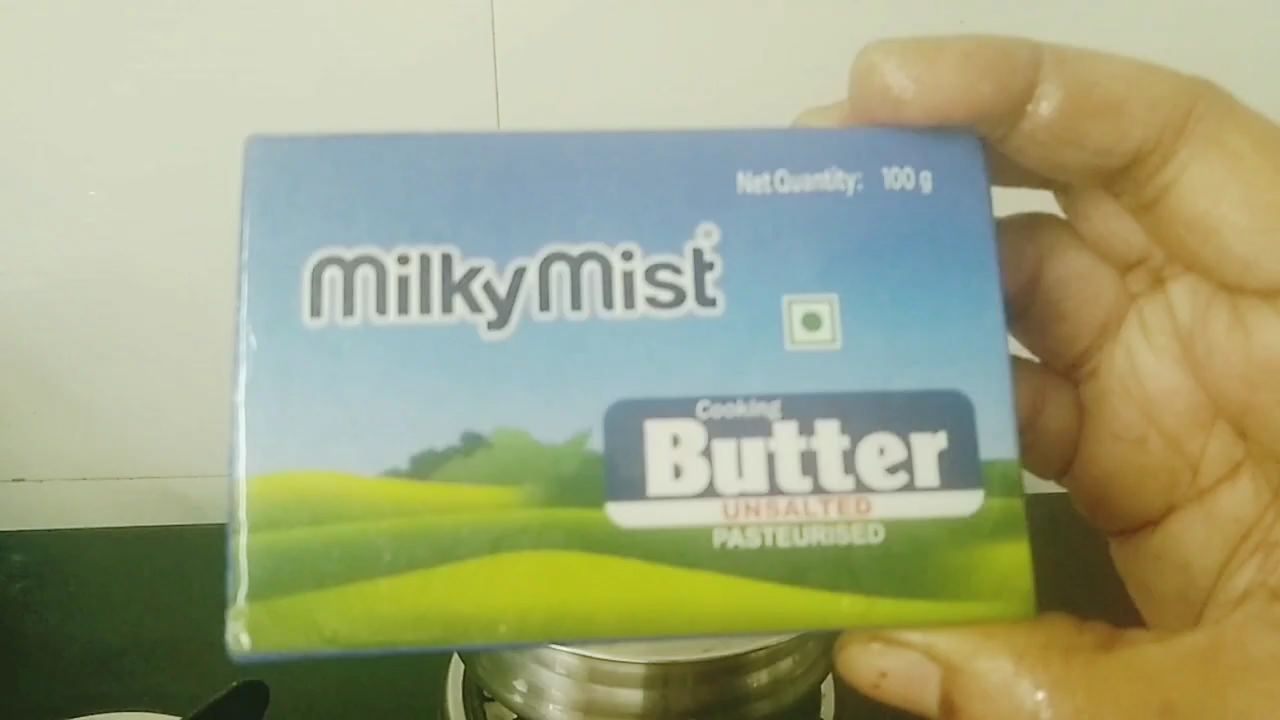 Net Quantity: 100 g
Milky Mist
Cooking
Butter
UNSALTED
PASTEURISED